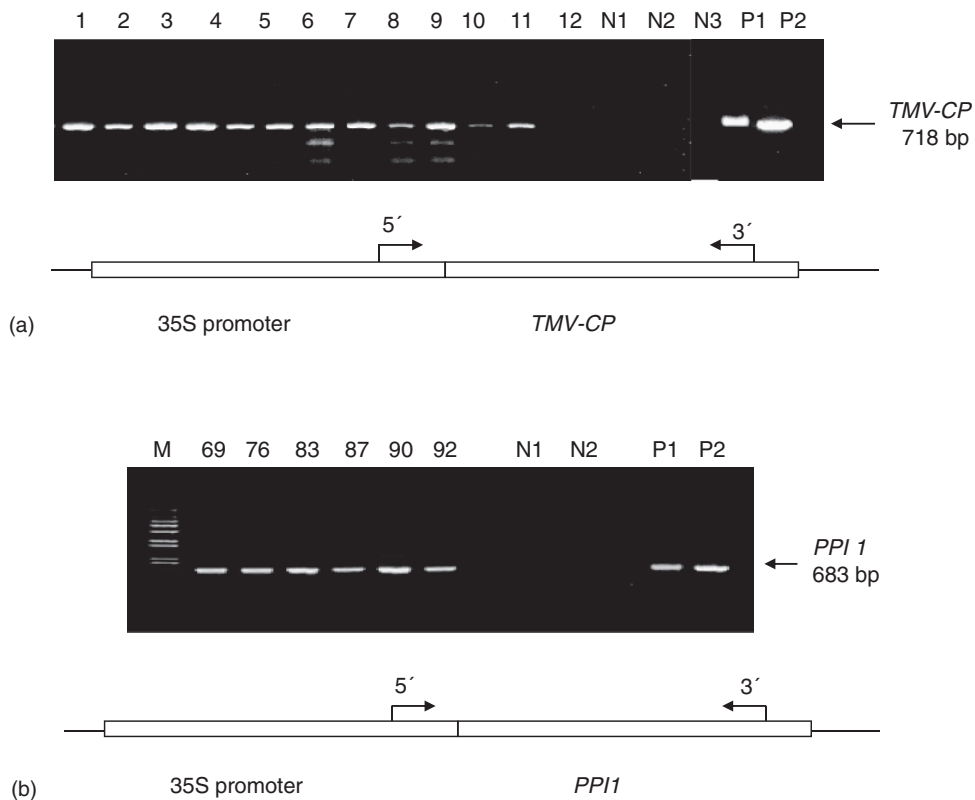 1 2 3 4 5 6 7 8 9 10 11 12 N1 N2 N3 P1 P2
TMV-CP
718 bp
5´ 3´
35S promoter TMV-CP
(a)
M 69 76 83 87 90 92 N1 N2 P1 P2
PPI 1
683 bp
5´ 3´
35S promoter PPI1
(b)